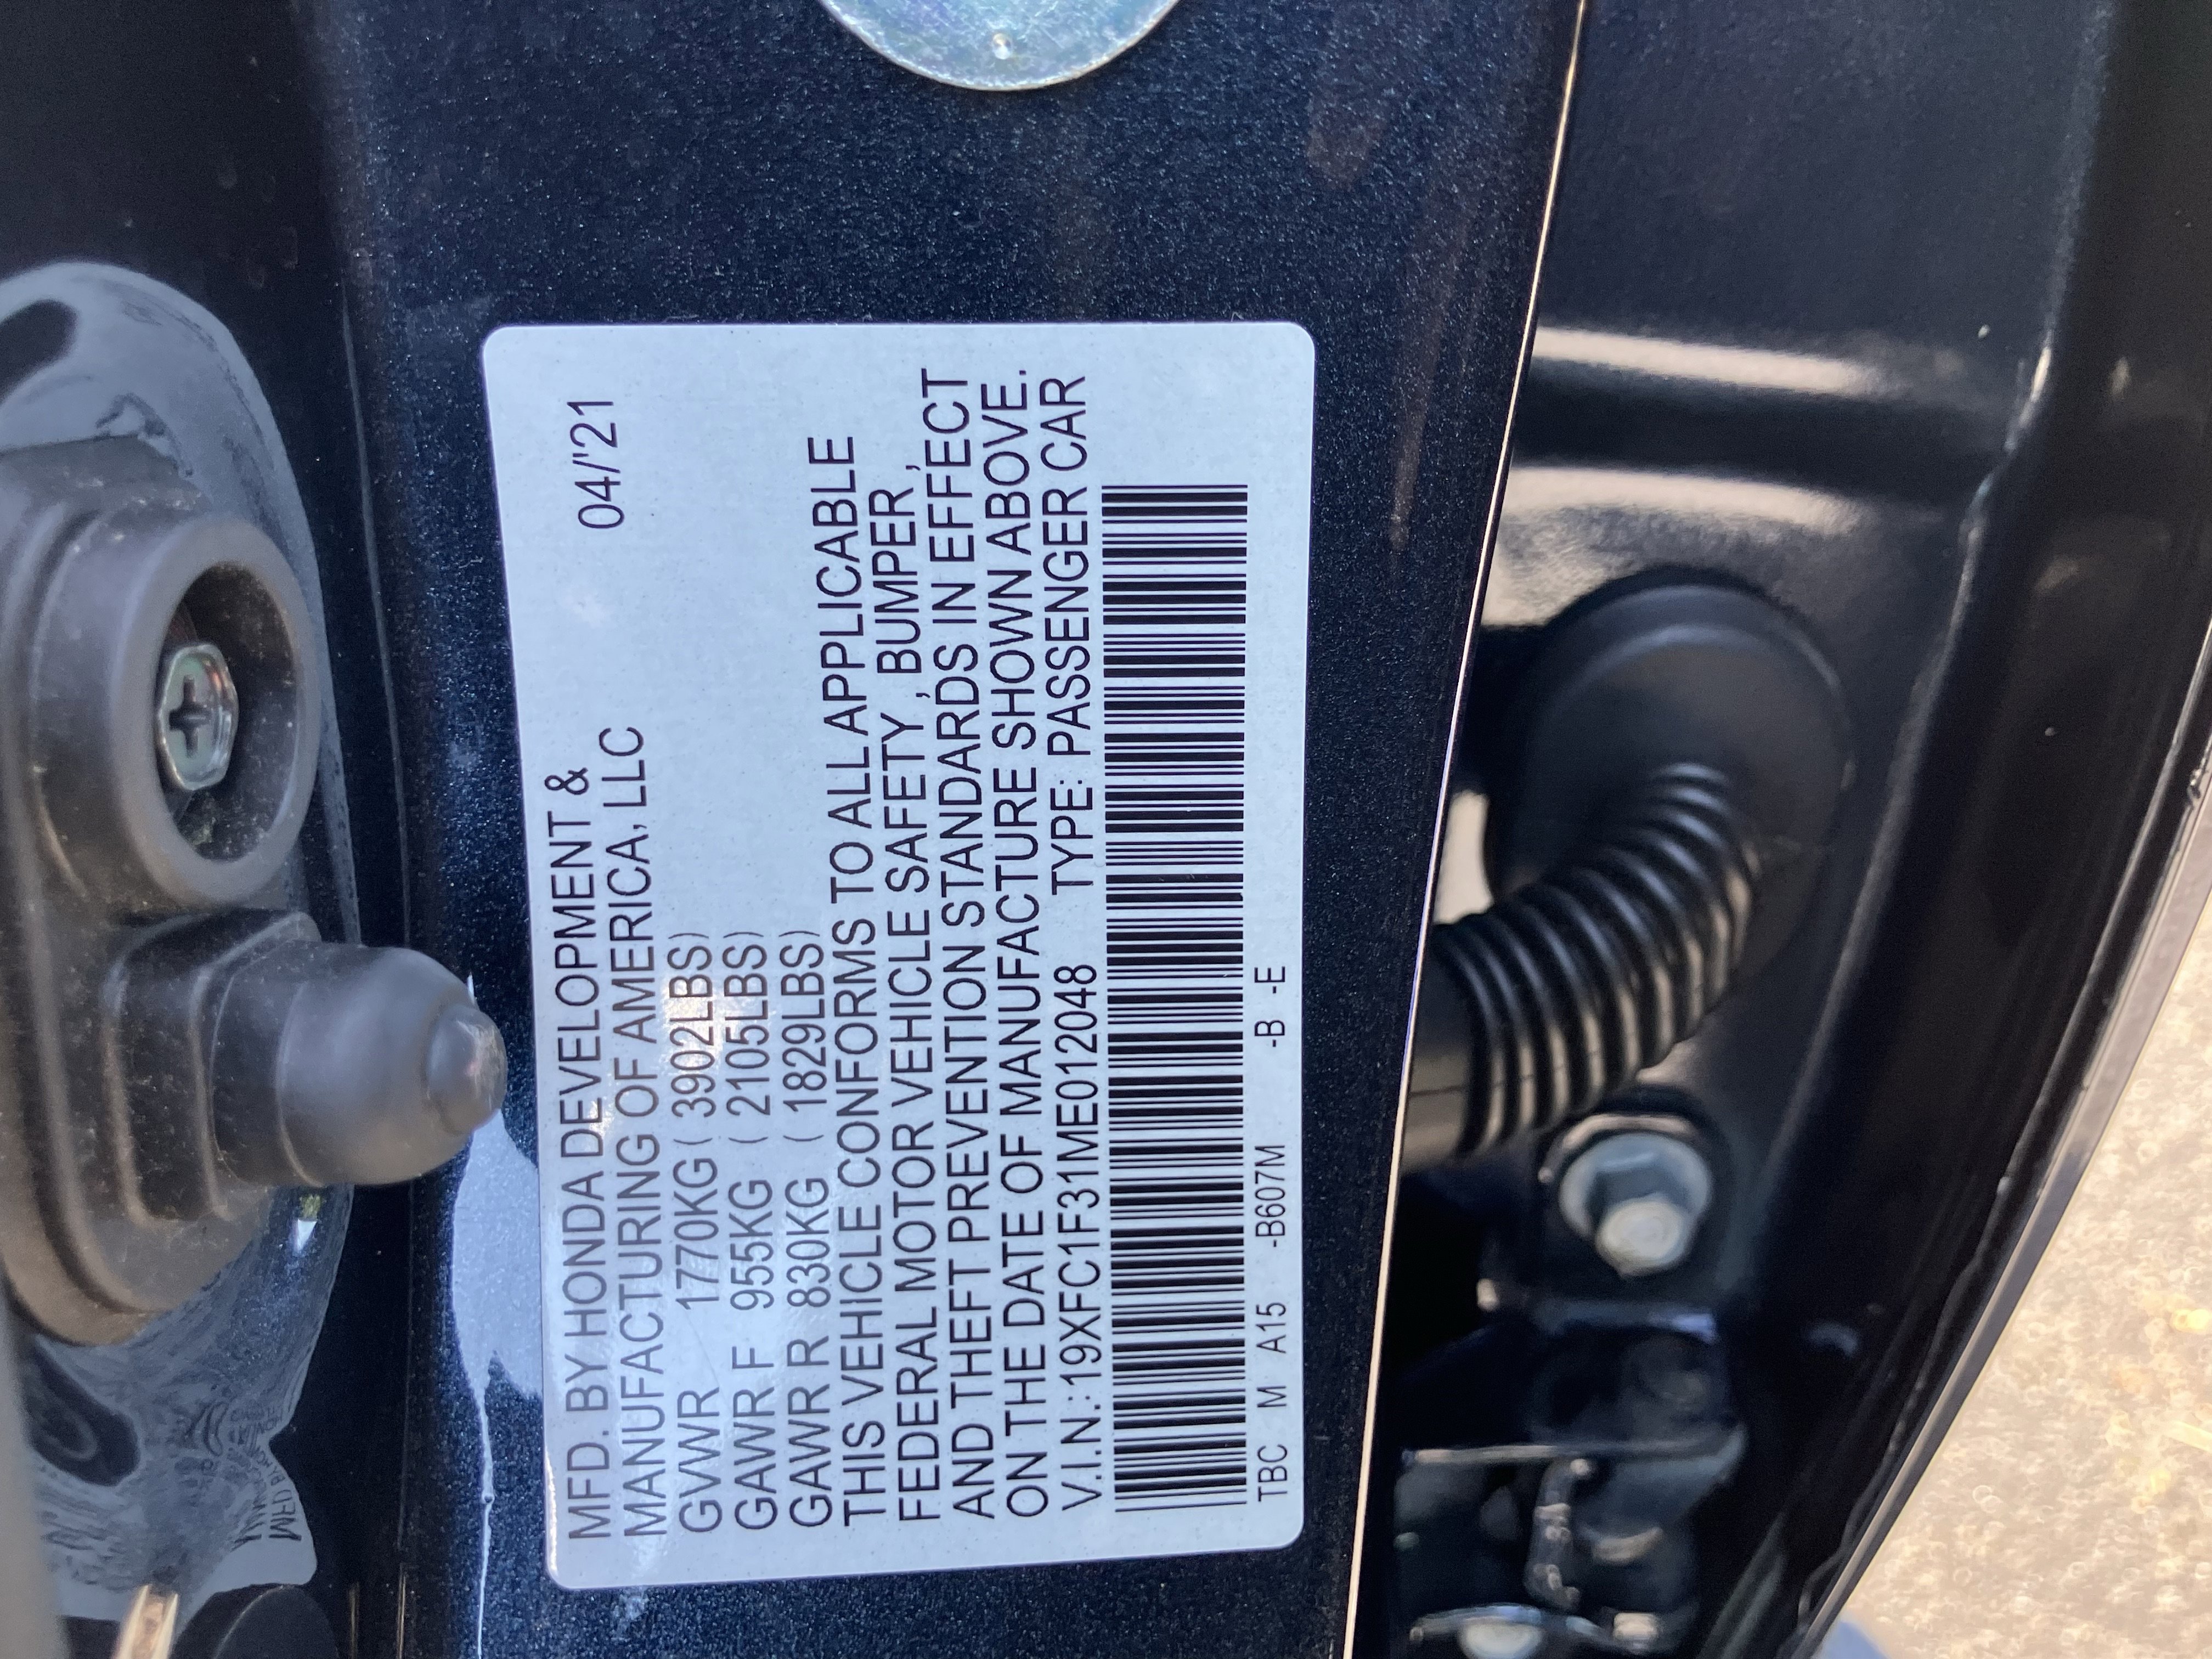 MFD. BY HONDA DEVELOPMENT &
MANUFACTURING OF AMERICA, LLC 04/'21
GVWR 1770KG ( 3902LBS)
GAWR F 955KG ( 2105LBS)
GAWR R 830KG ( 1829LBS)
THIS VEHICLE CONFORMS TO ALL APPLICABLE
FEDERAL MOTOR VEHICLE SAFETY , BUMPER ,
AND THEFT PREVENTION STANDARDS IN EFFECT
ON THE DATE OF MANUFACTURE SHOWN ABOVE.
V.I.N.:19XFC1F31ME012048 TYPE: PASSENGER CAR
TBC M A15 -B607M -B -E